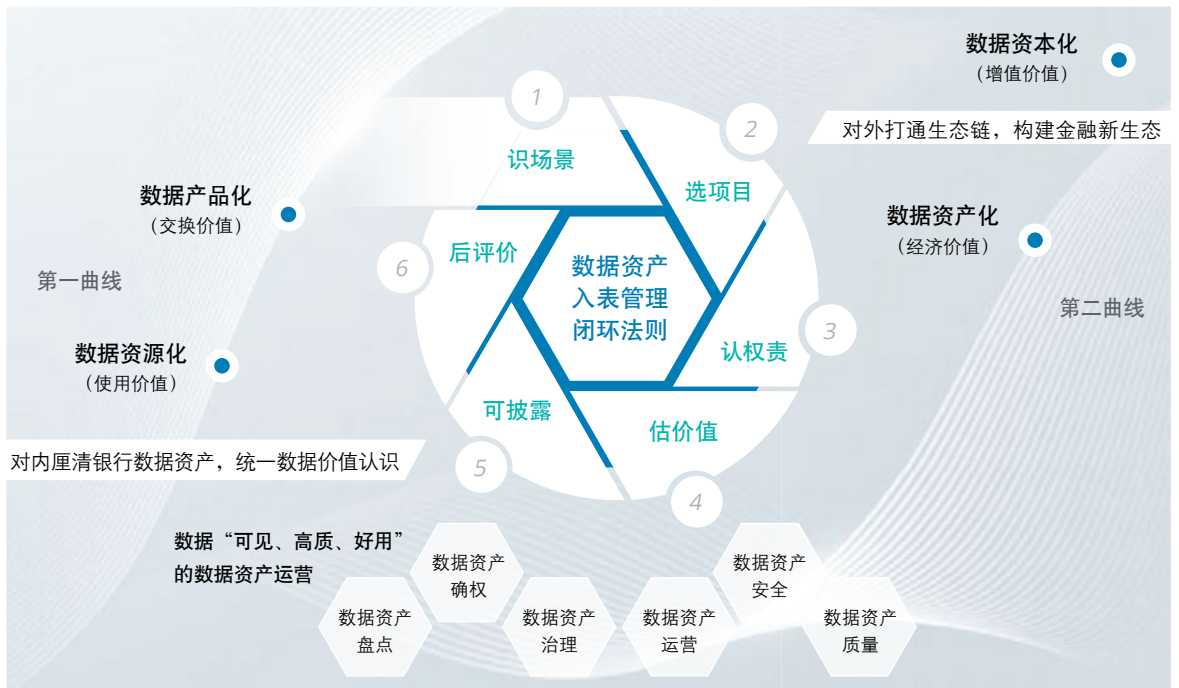 数据资本化
（增值价值）
对外打通生态链，构建金融新生态
数据产品化
（交换价值）
数据资产化
（经济价值）
第一曲线
第二曲线
数据资源化
（使用价值）
对内厘清银行数据资产，统一数据价值认识
1
识场景
2
选项目
3
认权责
4
估价值
5
可披露
6
后评价
数据资产
入表管理
闭环法则
数据“可见、高质、好用”
的数据资产运营
数据资产
盘点
数据资产
确权
数据资产
治理
数据资产
运营
数据资产
安全
数据资产
质量